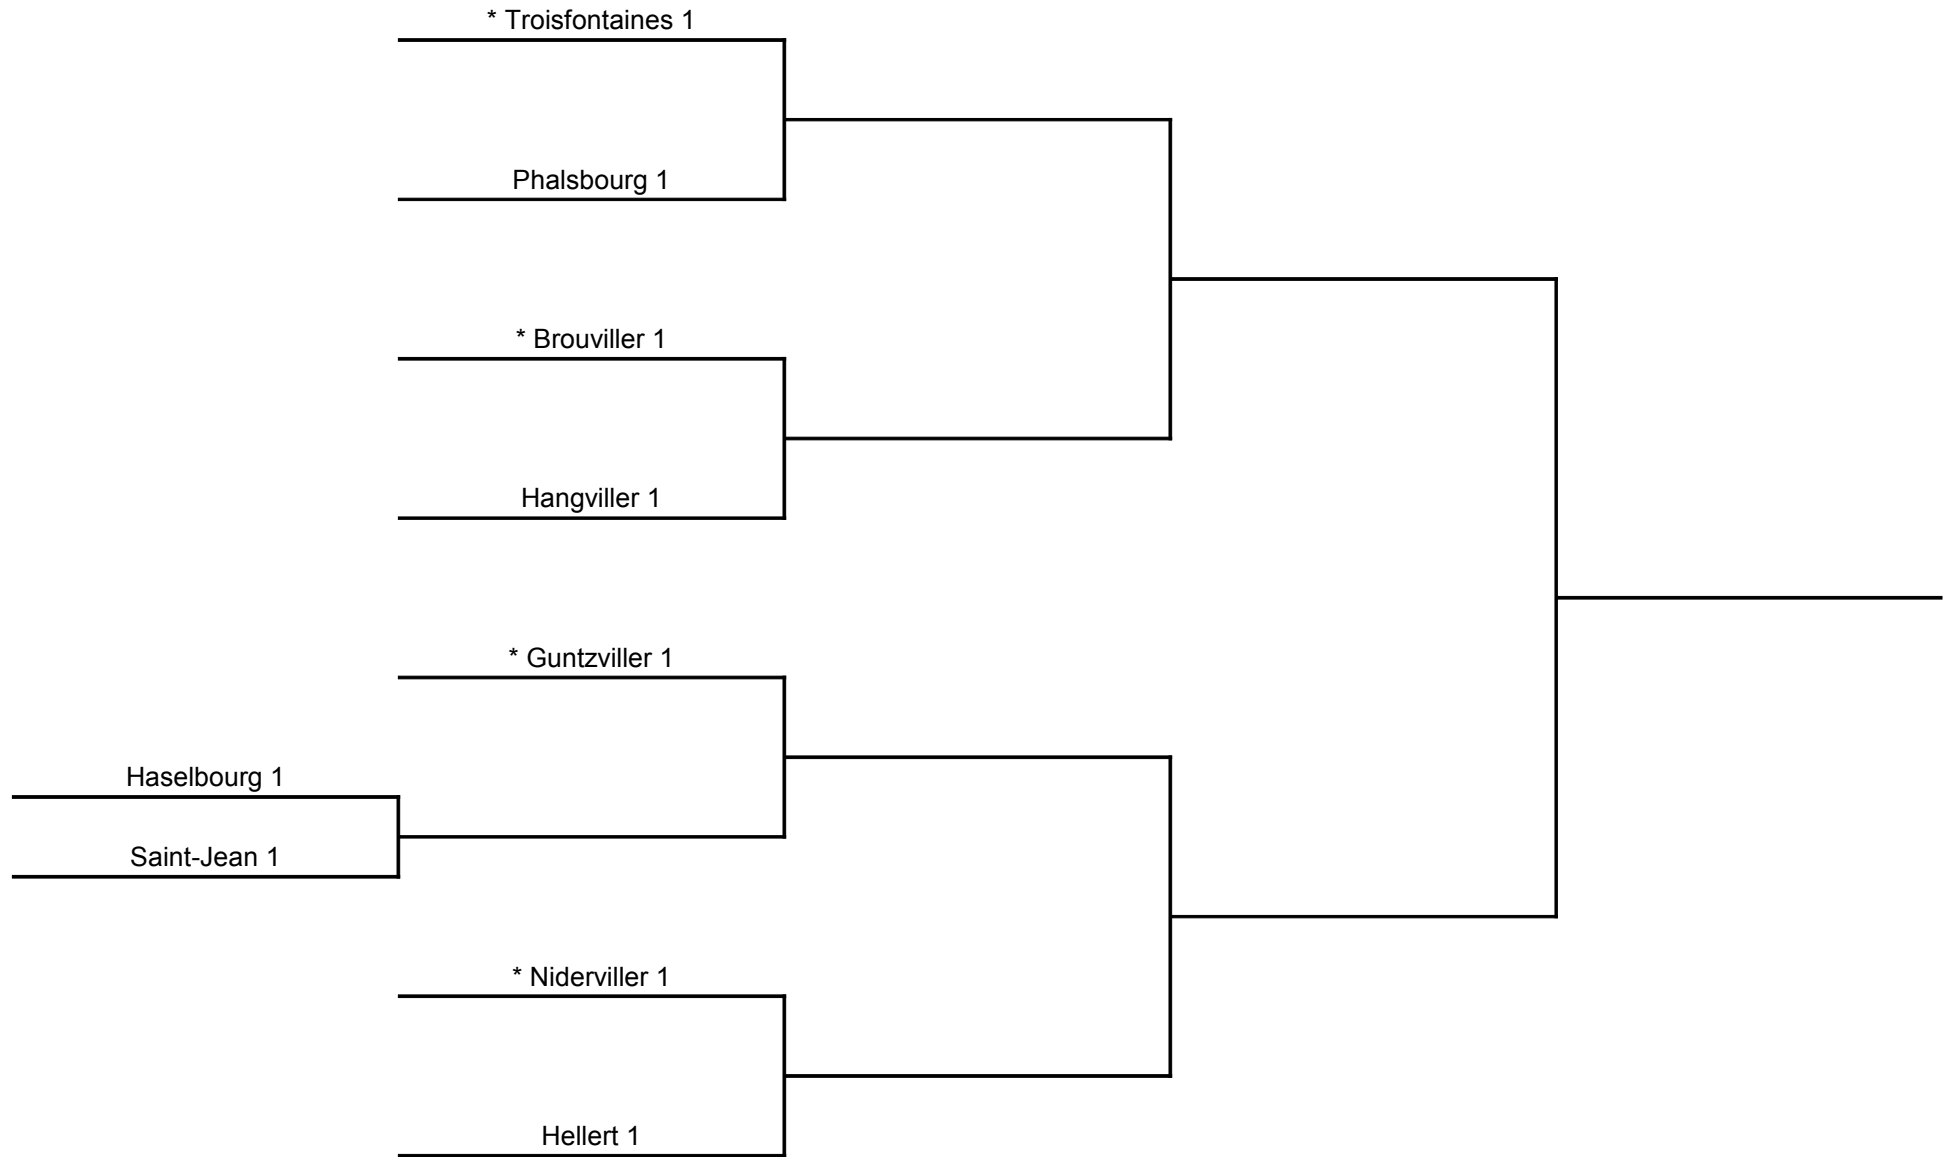 * Troisfontaines 1
Phalsbourg 1
* Brouviller 1
Hangviller 1
* Guntzviller 1
Haselbourg 1
Saint-Jean 1
* Niderviller 1
Hellert 1